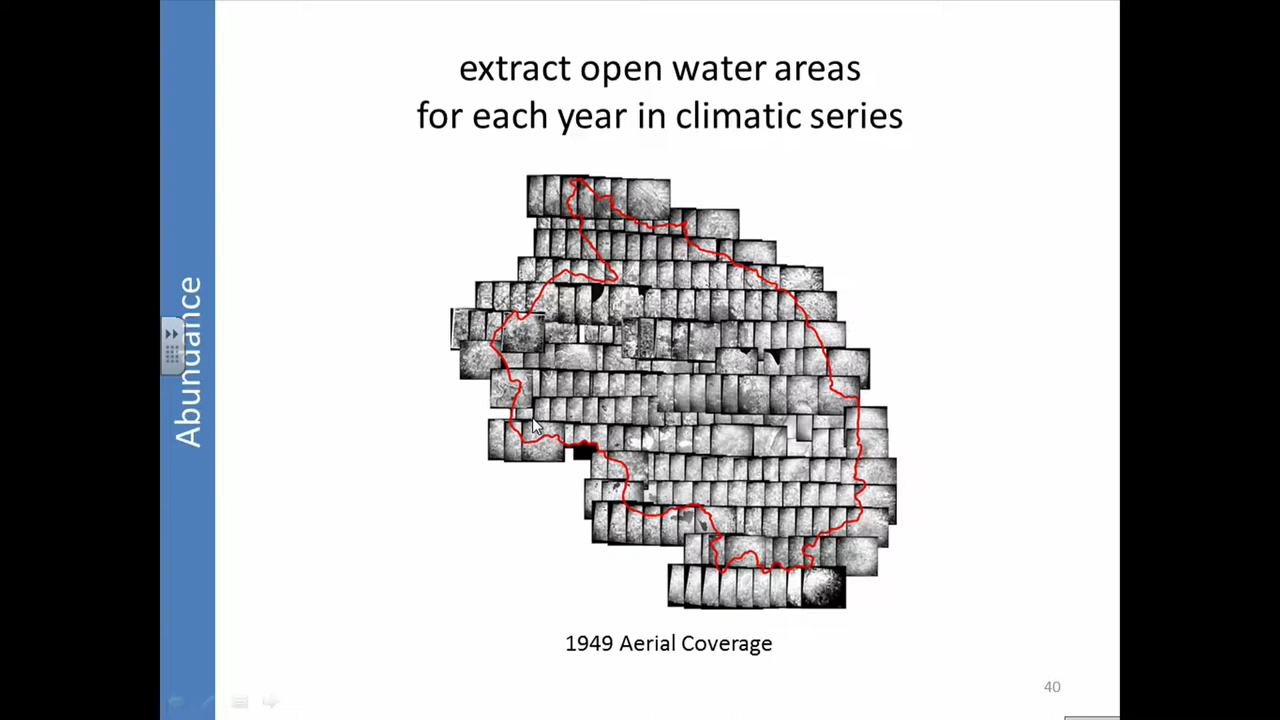 extract open water areas
for each year in climatic series
Abundance
1949 Aerial Coverage
40